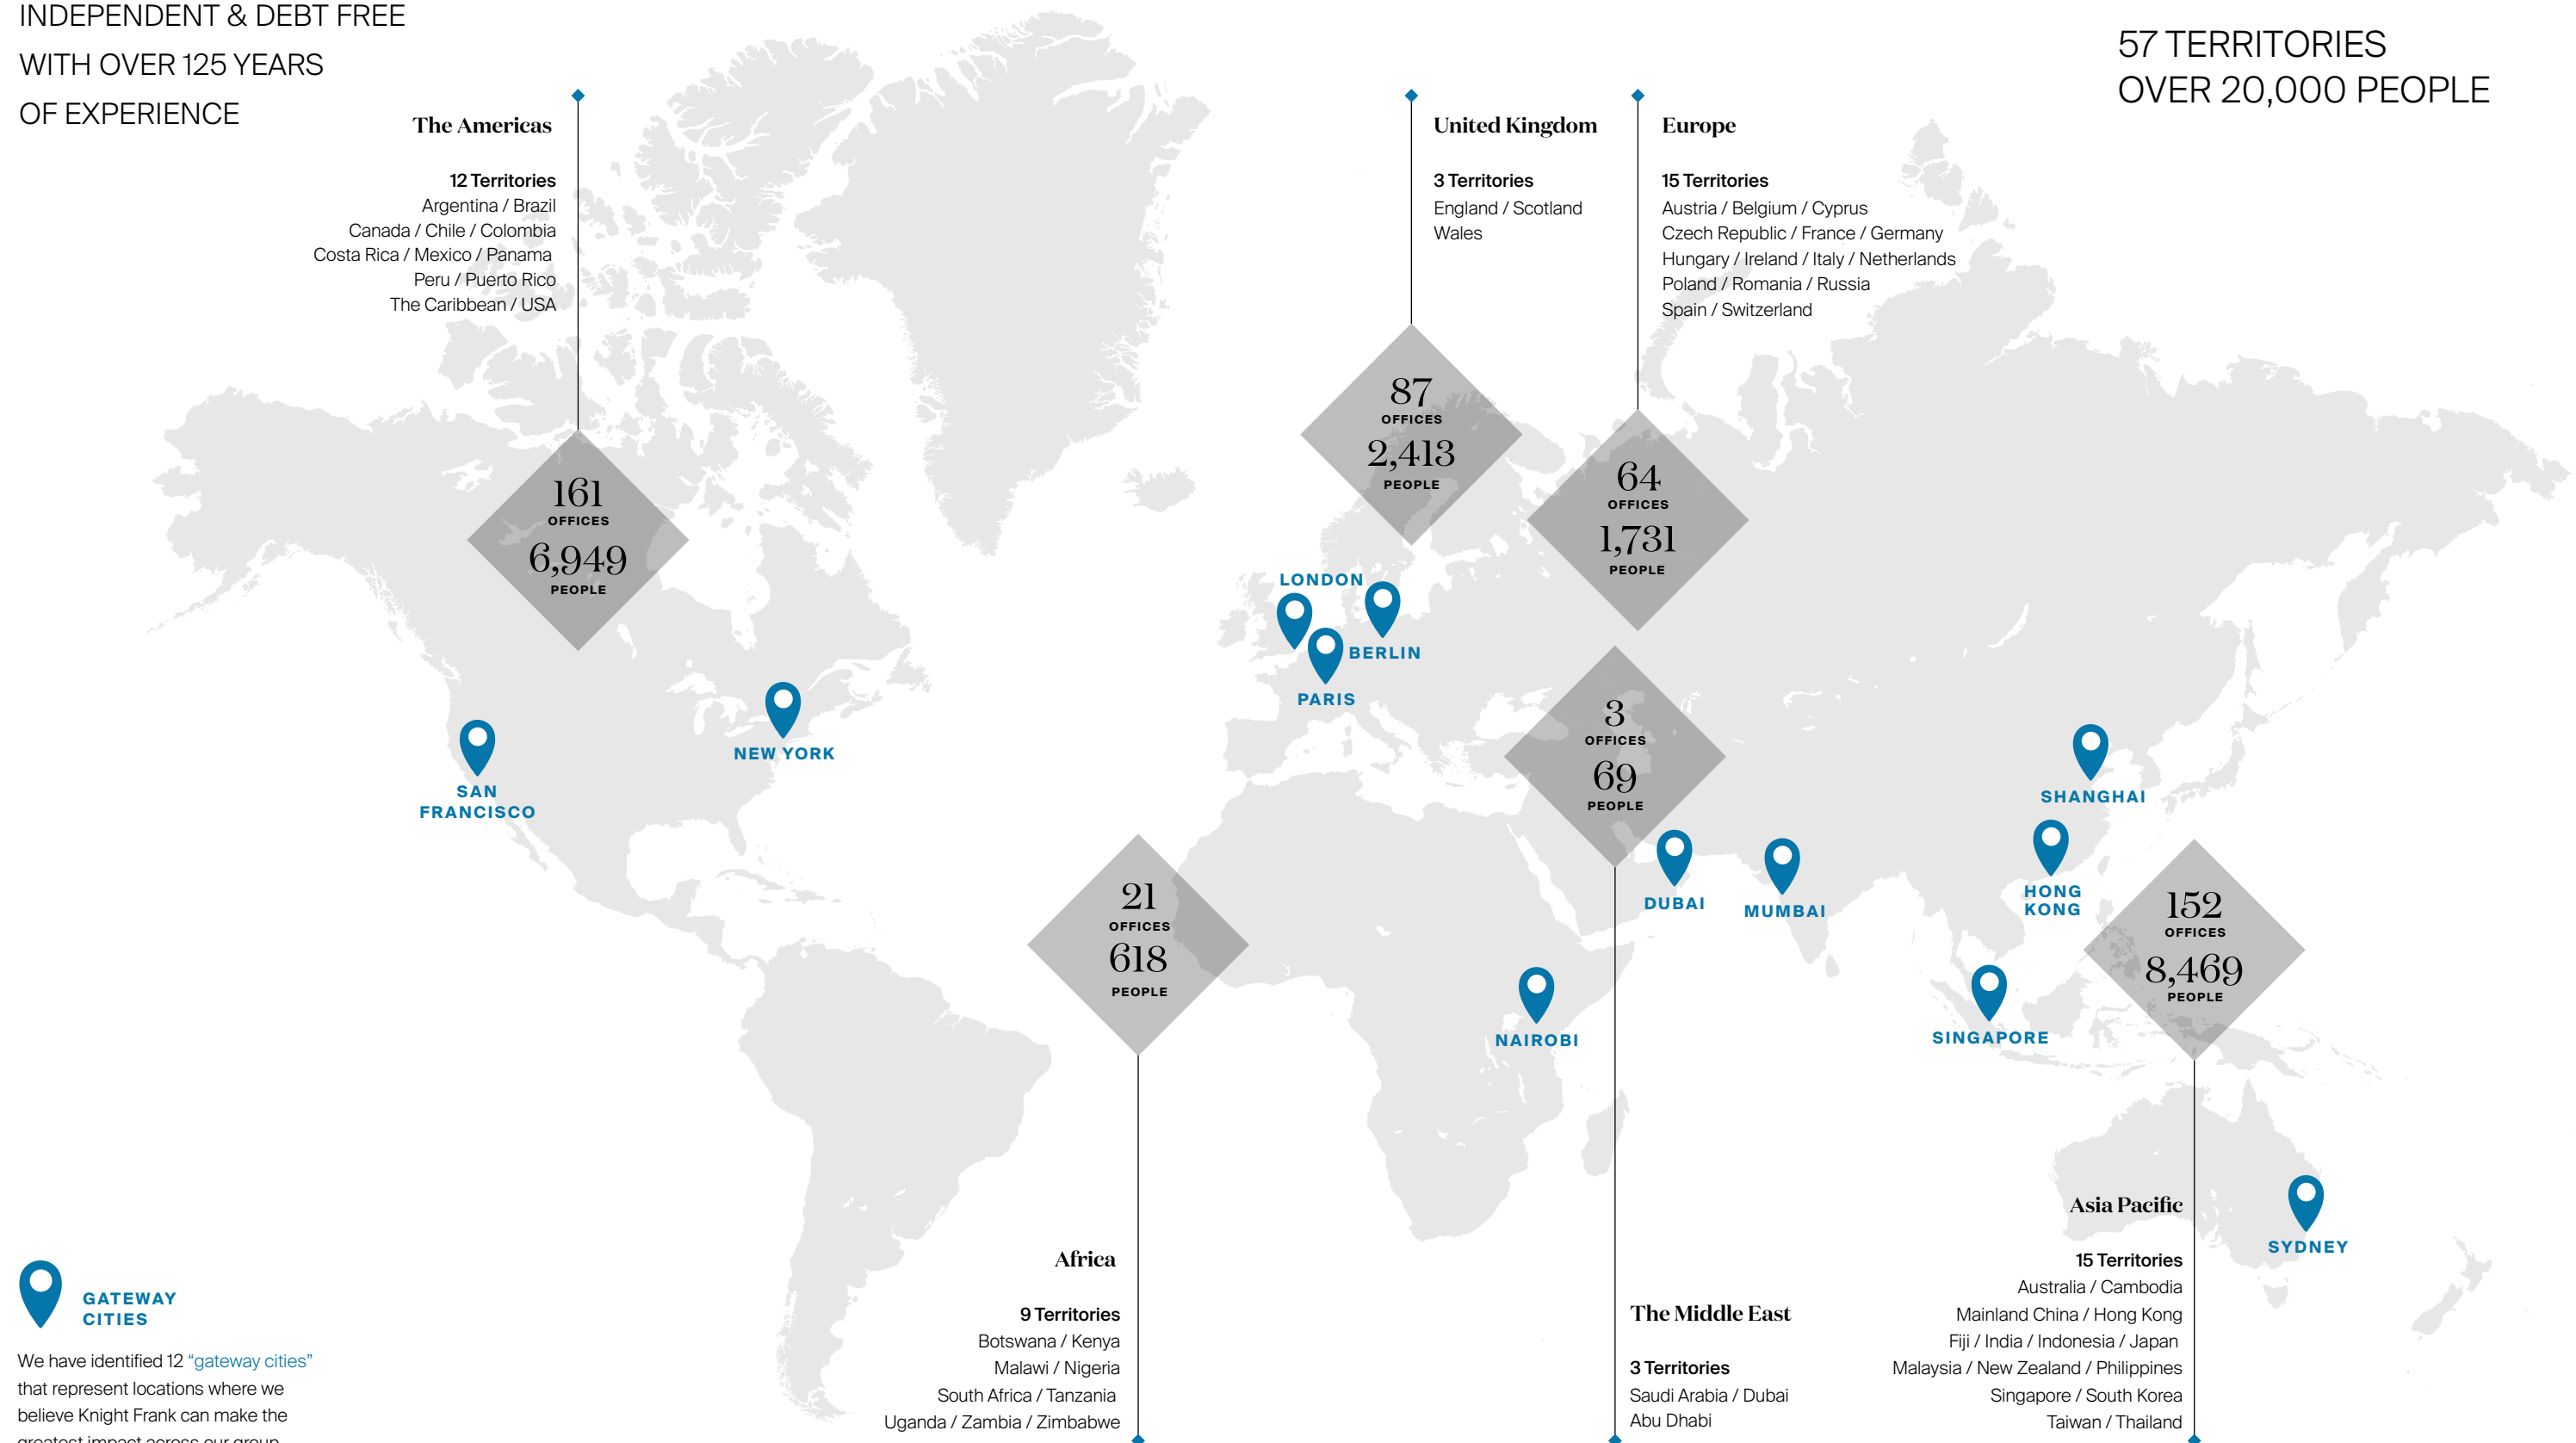 INDEPENDENT & DEBT FREE
WITH OVER 125 YEARS
OF EXPERIENCE
57 TERRITORIES
OVER 20,000 PEOPLE
The Americas
12 Territories
Argentina / Brazil
Canada / Chile / Colombia
Costa Rica / Mexico / Panama
Peru / Puerto Rico
The Caribbean / USA
161
OFFICES
6,949
PEOPLE
United Kingdom
3 Territories
England / Scotland
Wales
87
OFFICES
2,413
PEOPLE
Europe
15 Territories
Austria / Belgium / Cyprus
Czech Republic / France / Germany
Hungary / Ireland / Italy / Netherlands
Poland / Romania / Russia
Spain / Switzerland
64
OFFICES
1,731
PEOPLE
LONDON
BERLIN
PARIS
NEW YORK
SAN
FRANCISCO
3
OFFICES
69
PEOPLE
SHANGHAI
HONG
KONG
DUBAI
MUMBAI
21
OFFICES
618
PEOPLE
152
OFFICES
8,469
PEOPLE
NAIROBI
SINGAPORE
SYDNEY
Africa
9 Territories
Botswana / Kenya
Malawi / Nigeria
South Africa / Tanzania
Uganda / Zambia / Zimbabwe
The Middle East
3 Territories
Saudi Arabia / Dubai
Abu Dhabi
Asia Pacific
15 Territories
Australia / Cambodia
Mainland China / Hong Kong
Fiji / India / Indonesia / Japan
Malaysia / New Zealand / Philippines
Singapore / South Korea
Taiwan / Thailand
GATEWAY
CITIES
We have identified 12 “gateway cities”
that represent locations where we
believe Knight Frank can make the
greatest impact across our group